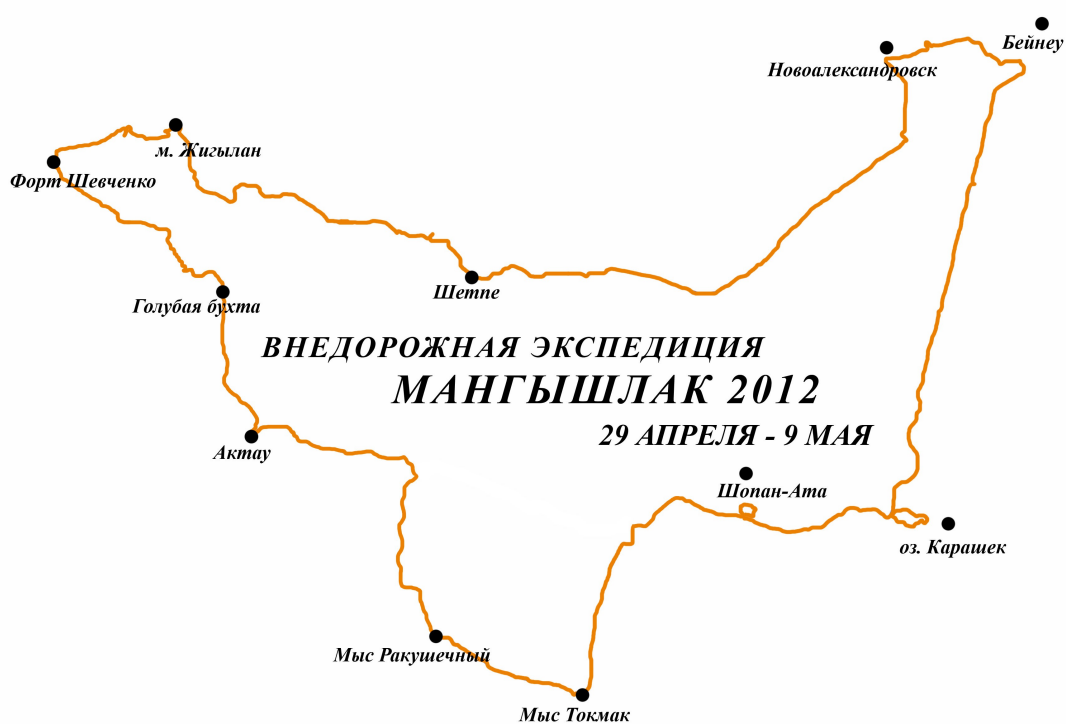 Бейнеу
Новоалександровск
м. Жигылан
Форт Шевченко
Шетпе
Голубая бухта
ВНЕДОРОЖНАЯ ЭКСПЕДИЦИЯ
МАНГЫШЛАК 2012
29 АПРЕЛЯ - 9 МАЯ
Актау
Шопан-Ата
оз. Карашек
Мыс Ракушечный
Мыс Токмак